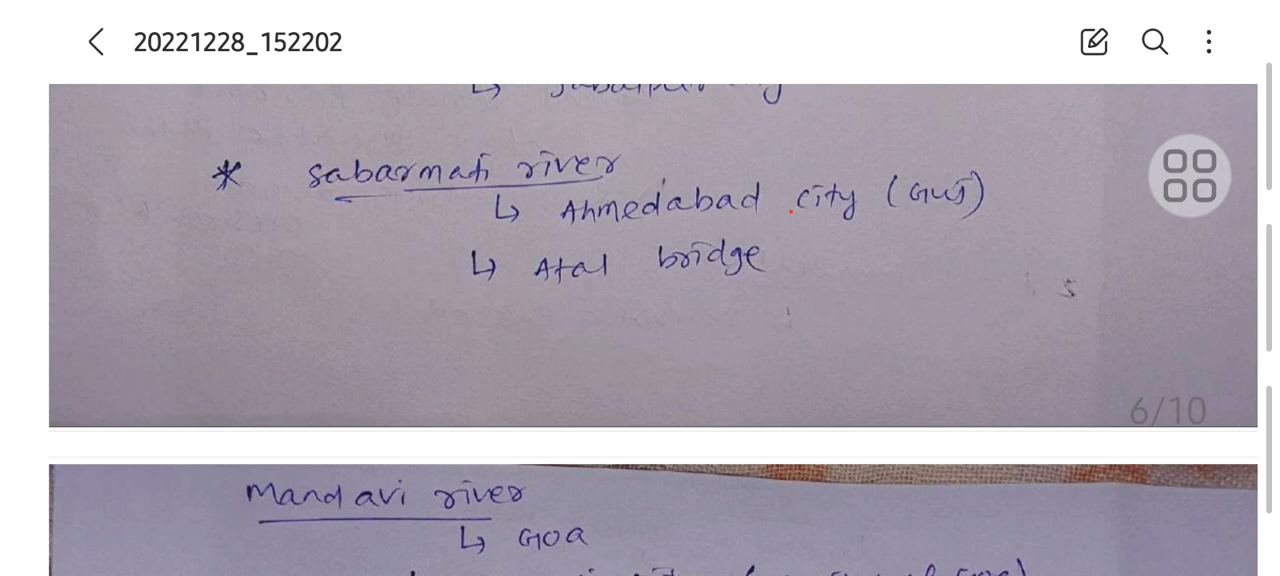 20221228_152202
* Sabarmati river
↳ Ahmedabad city (Guj)
↳ Atal bridge
6/10
Mandavi river
↳ Goa